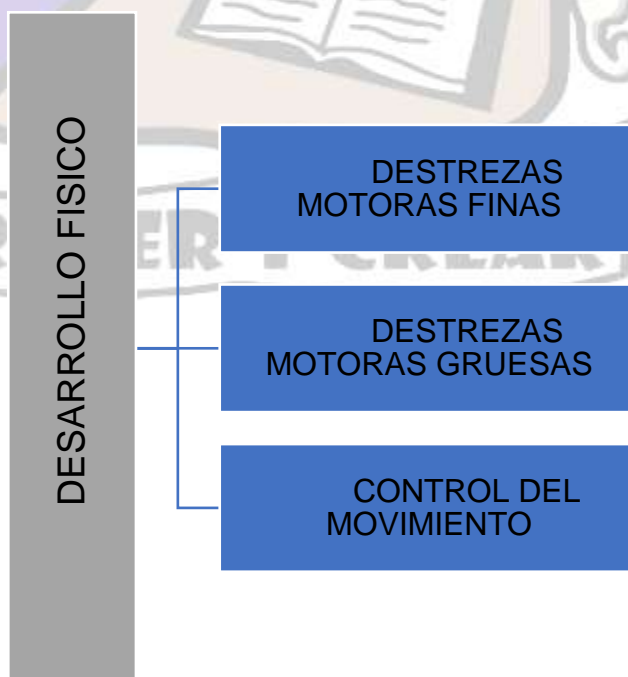 DESARROLLO FISICO
DESTREZAS
MOTORAS FINAS
DESTREZAS
MOTORAS GRUESAS
CONTROL DEL
MOVIMIENTO